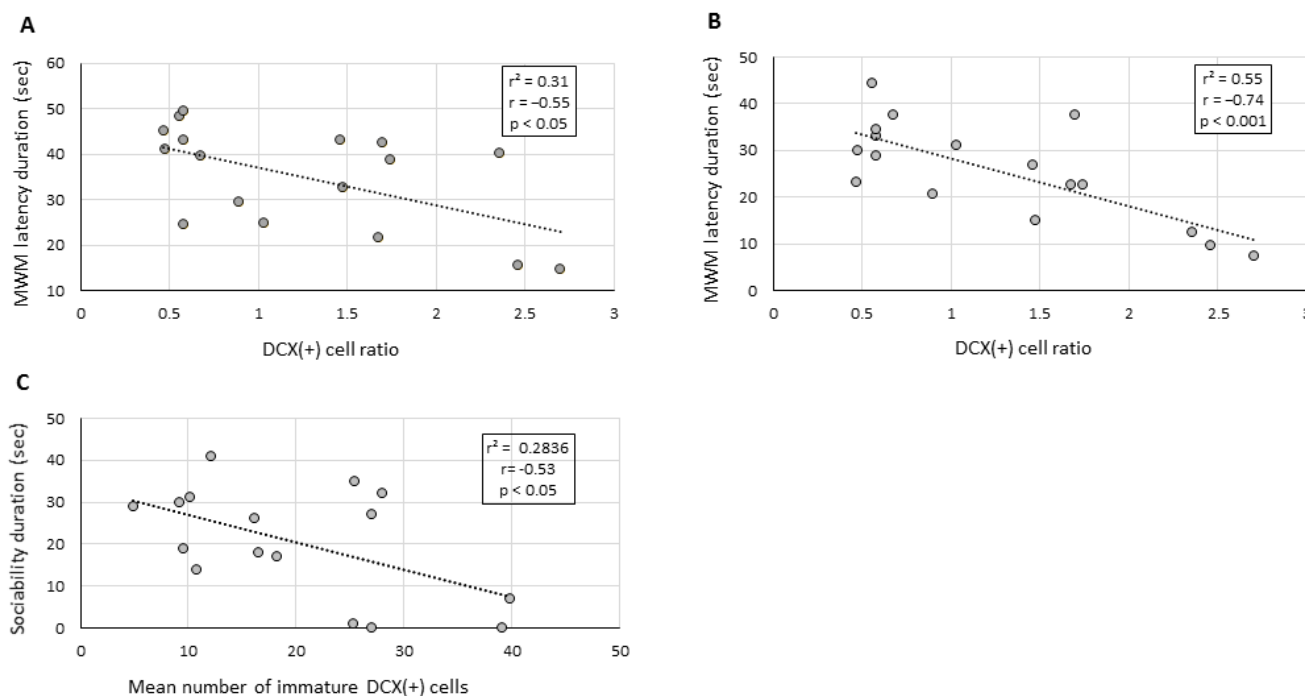 A
MWM latency duration (sec)
60
50
40
30
20
10
0
0.5
1
1.5
2
2.5
3
DCX(+) cell ratio
r² = 0.31
r = –0.55
p < 0.05
B
MWM latency duration (sec)
50
40
30
20
10
0
0
0.5
1
1.5
2
2.5
3
DCX(+) cell ratio
r² = 0.55
r = –0.74
p < 0.001
C
Sociability duration (sec)
50
40
30
20
10
0
0
10
20
30
40
50
Mean number of immature DCX(+) cells
r² = 0.2836
r= -0.53
p < 0.05